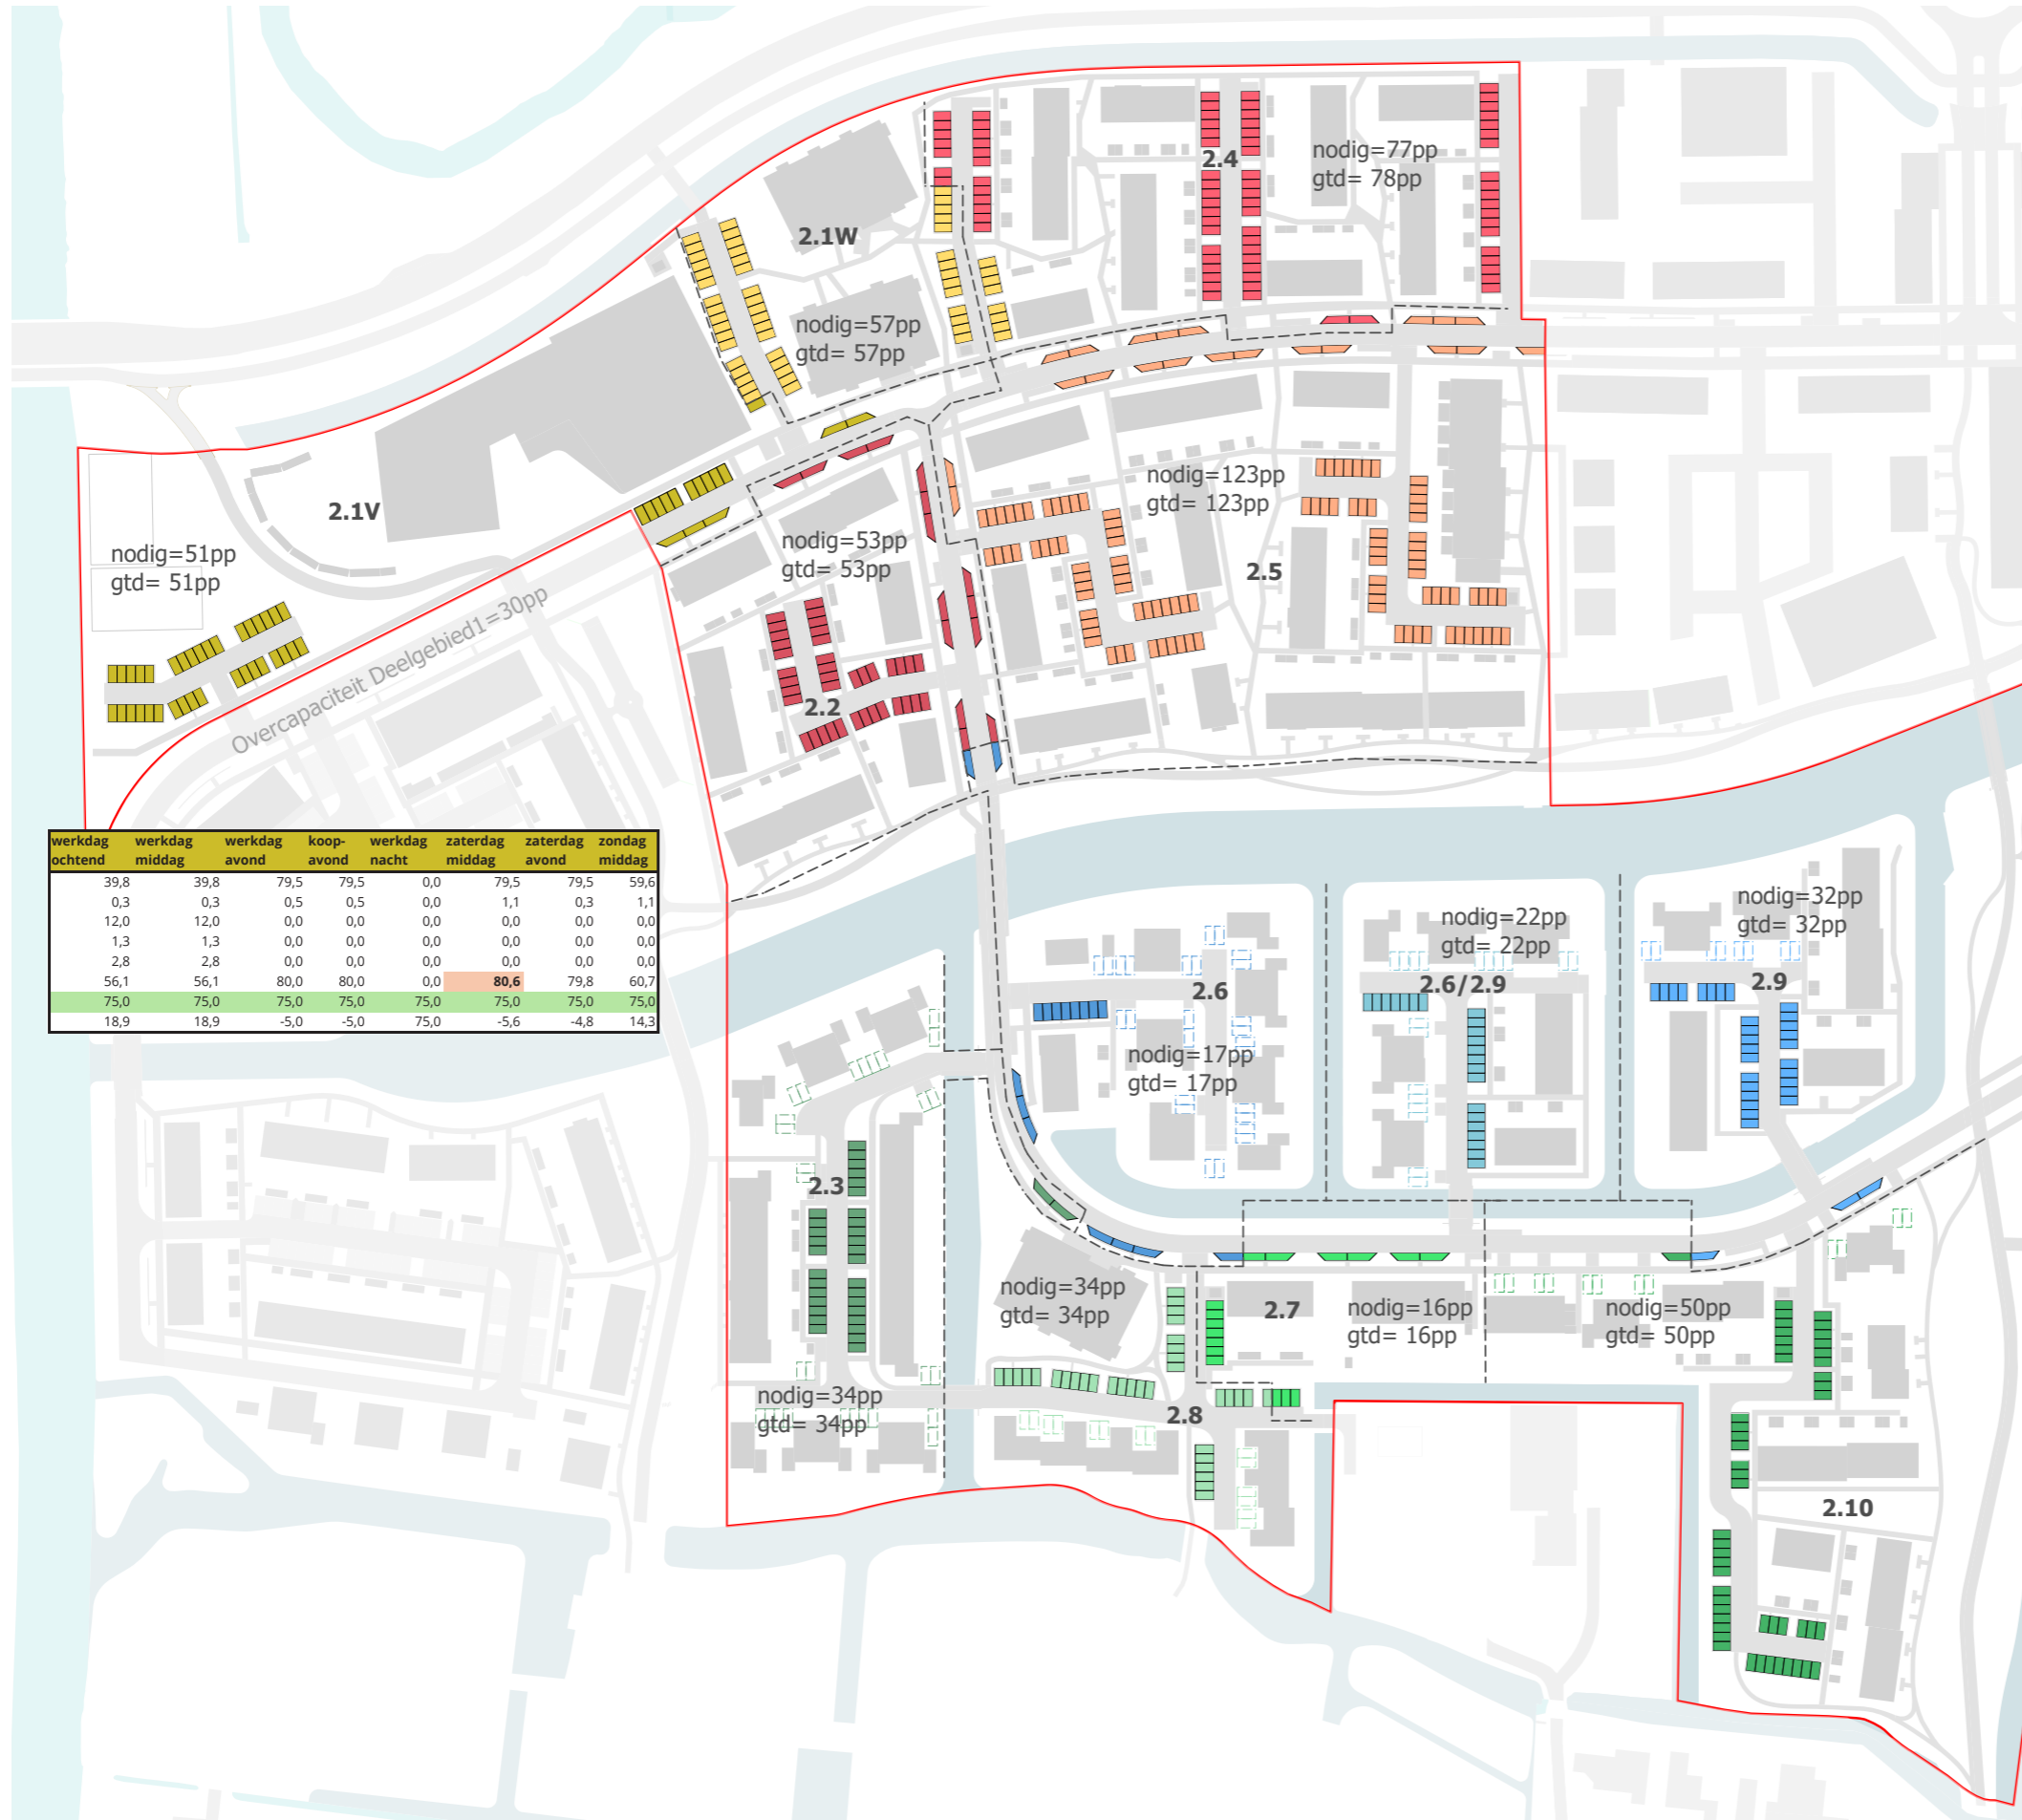 2.4
nodig=77pp
gtd= 78pp
2.1W
nodig=57pp
gtd= 57pp
2.1V
nodig=51pp
gtd= 51pp
nodig=123pp
gtd= 123pp
2.5
nodig=53pp
gtd= 53pp
2.2
Overcapaciteit Deelgebied1=30pp
werkdag werkdag werkdag koop- werkdag zaterdag zaterdag zondag
ochtend middag avond avond nacht middag avond middag
39,8 39,8 79,5 79,5 0,0 79,5 79,5 59,6
0,3 0,3 0,5 0,5 0,0 1,1 0,3 1,1
12,0 12,0 0,0 0,0 0,0 0,0 0,0 0,0
1,3 1,3 0,0 0,0 0,0 0,0 0,0 0,0
2,8 2,8 0,0 0,0 0,0 0,0 0,0 0,0
56,1 56,1 80,0 80,0 0,0 80,6 79,8 60,7
75,0 75,0 75,0 75,0 75,0 75,0 75,0 75,0
18,9 18,9 -5,0 -5,0 75,0 -5,6 -4,8 14,3
2.6
nodig=17pp
gtd= 17pp
nodig=22pp
gtd= 22pp
2.6/2.9
nodig=32pp
gtd= 32pp
2.9
2.3
nodig=34pp
gtd= 34pp
nodig=34pp
gtd= 34pp
2.8
2.7
nodig=16pp
gtd= 16pp
nodig=50pp
gtd= 50pp
2.10